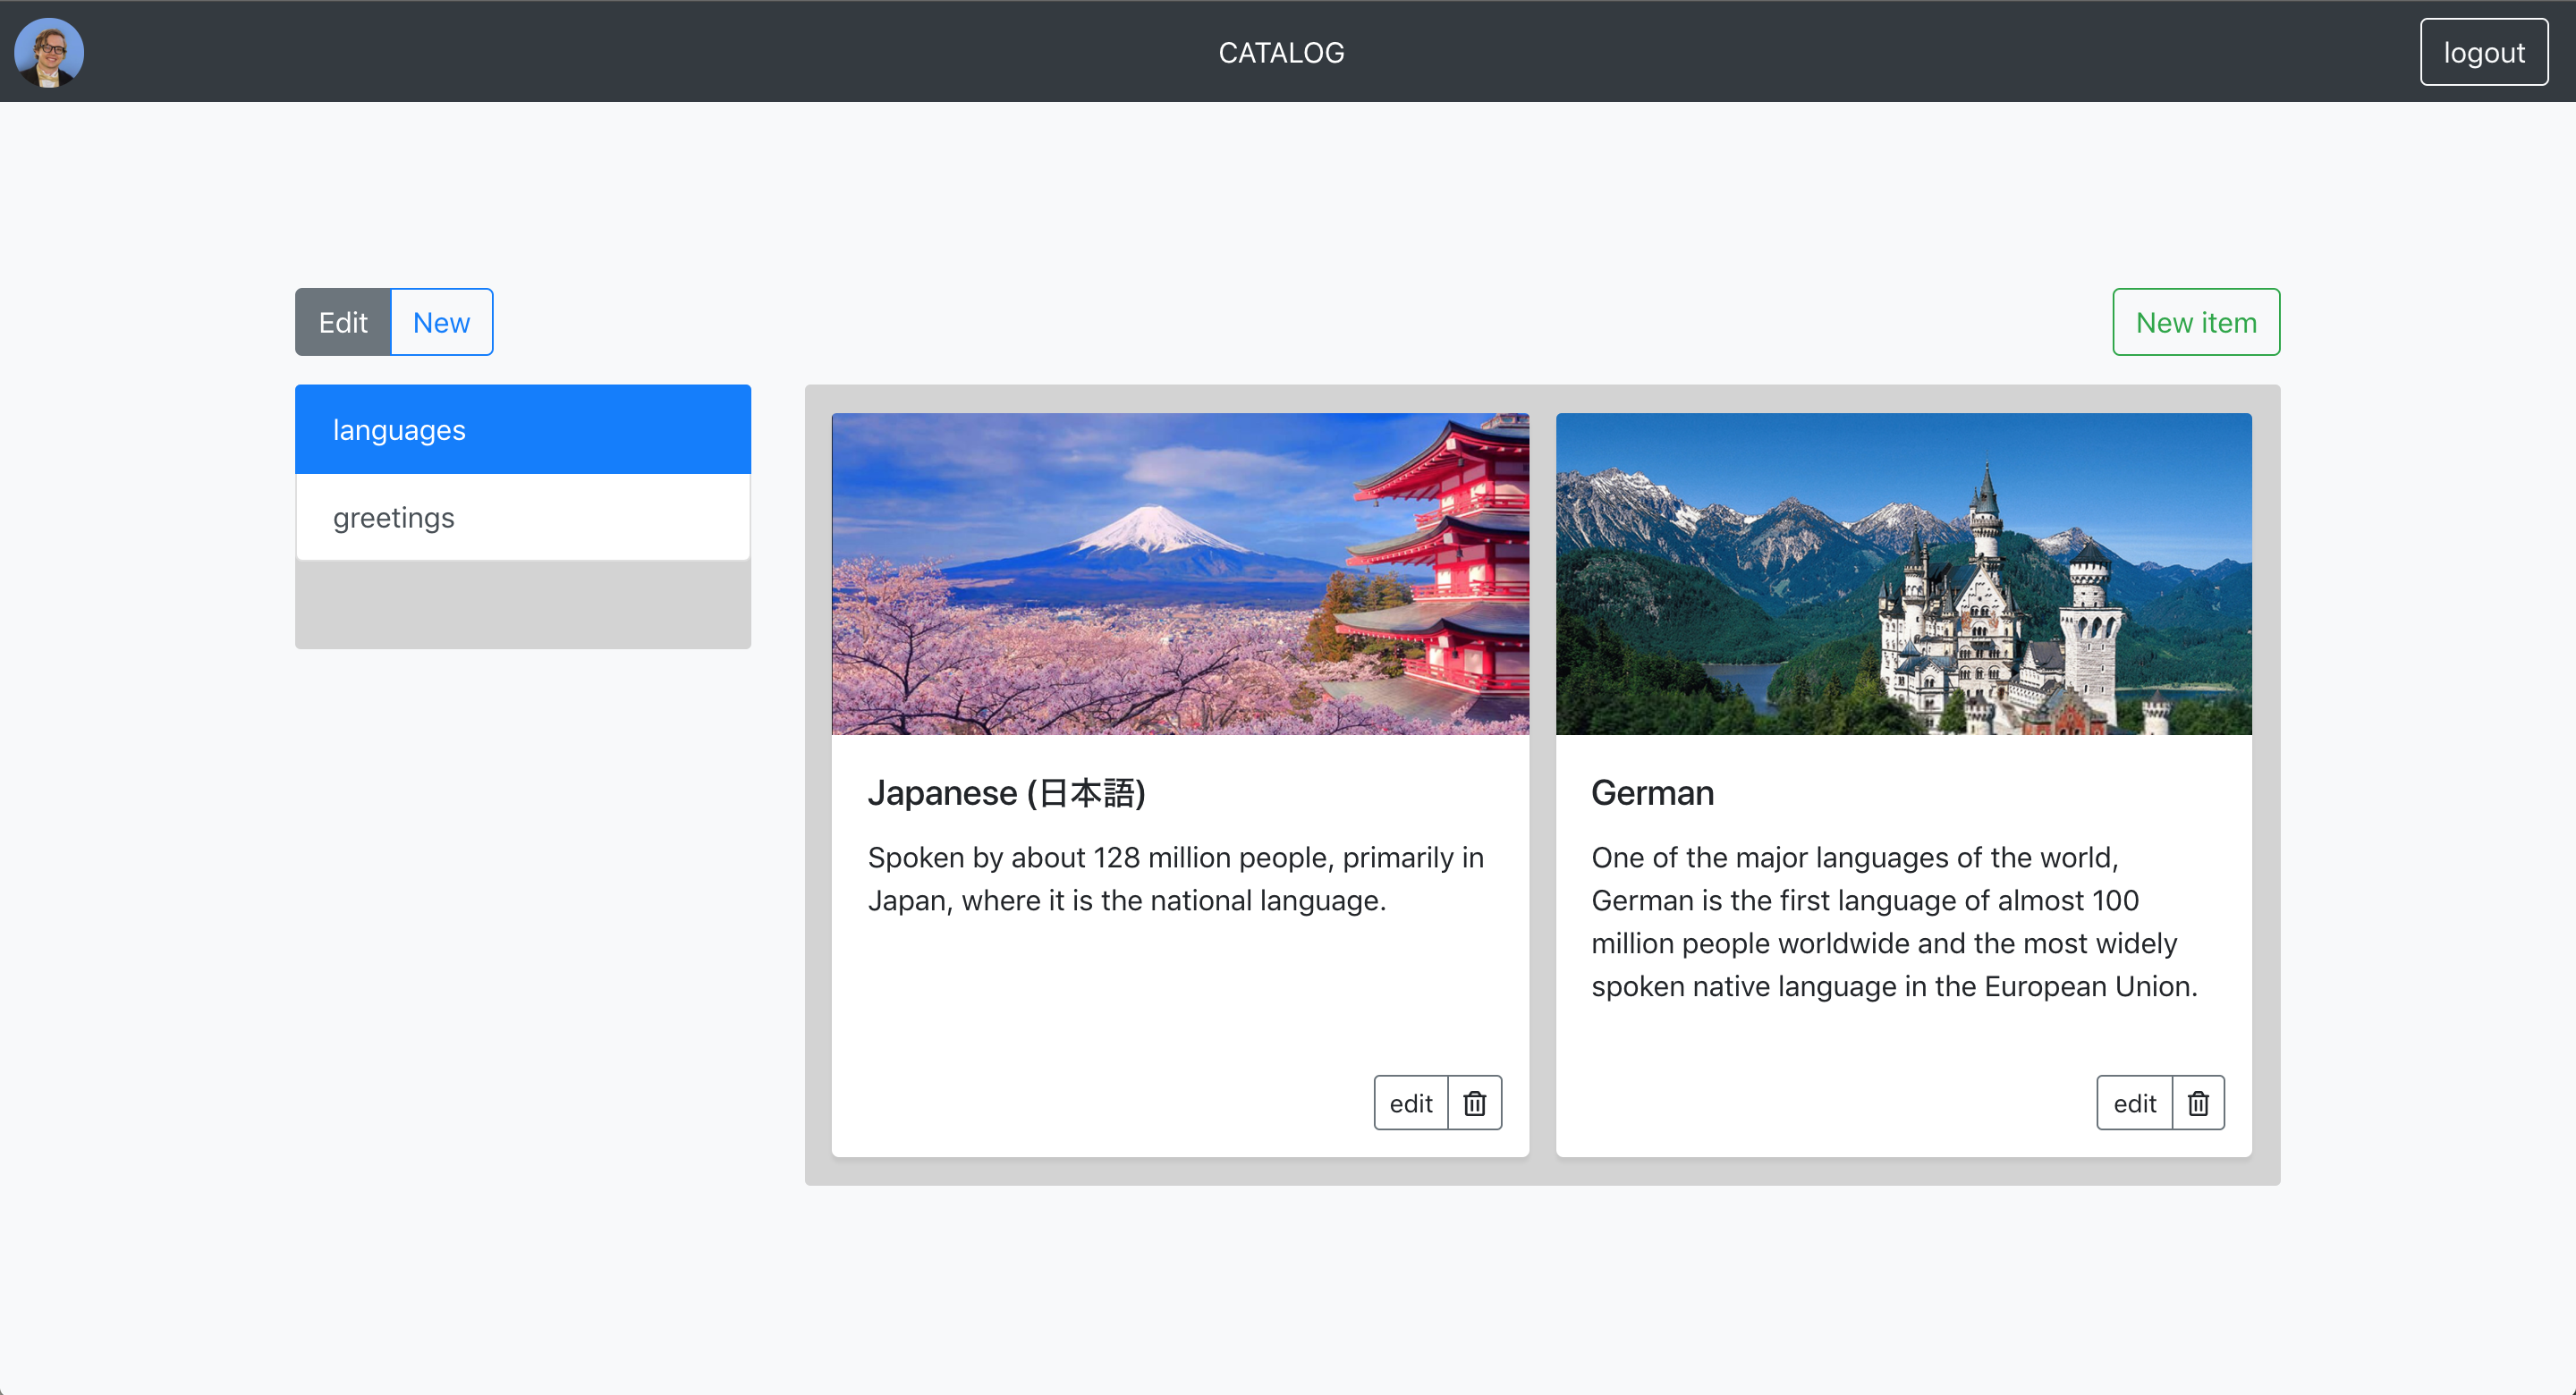 CATALOG
logout
Edit
New
New item
languages
greetings
Japanese (日本語)
Spoken by about 128 million people, primarily in
Japan, where it is the national language.
edit
German
One of the major languages of the world,
German is the first language of almost 100
million people worldwide and the most widely
spoken native language in the European Union.
edit